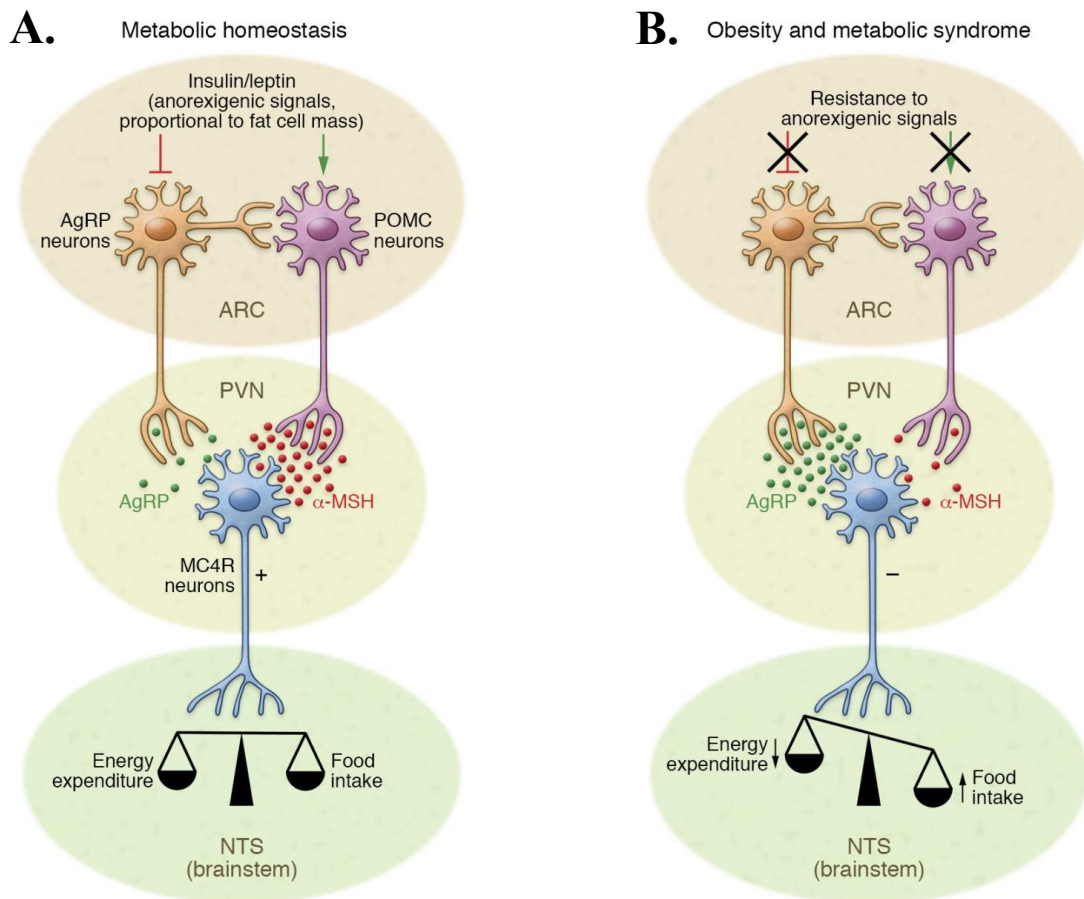 A.
Metabolic homeostasis
Insulin/leptin
(anorexigenic signals,
proportional to fat cell mass)
AgRP
neurons
POMC
neurons
ARC
PVN
AgRP
α-MSH
MC4R
neurons
+
Energy
expenditure
Food
intake
NTS
(brainstem)
B.
Obesity and metabolic syndrome
Resistance to
anorexigenic signals
ARC
PVN
AgRP
α-MSH
−
Energy
expenditure
Food
intake
NTS
(brainstem)